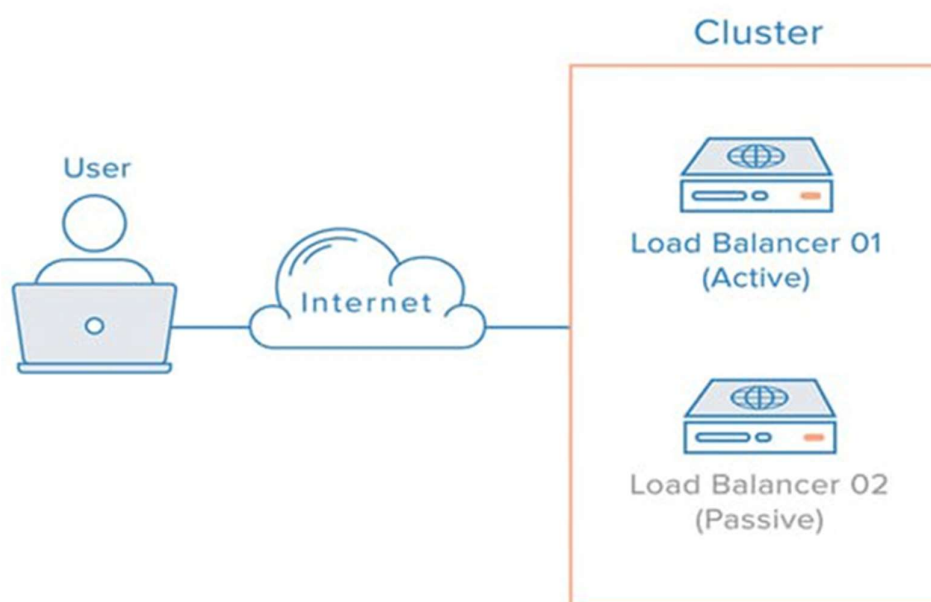 Cluster
User
Internet
Load Balancer 01
(Active)
Load Balancer 02
(Passive)